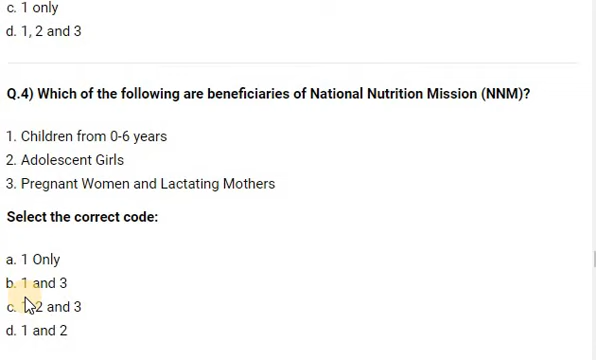 c. 1 only
d. 1, 2 and 3
Q.4) Which of the following are beneficiaries of National Nutrition Mission (NNM)?
1. Children from 0-6 years
2. Adolescent Girls
3. Pregnant Women and Lactating Mothers
Select the correct code:
a. 1 Only
b. 1 and 3
c. 1, 2 and 3
d. 1 and 2